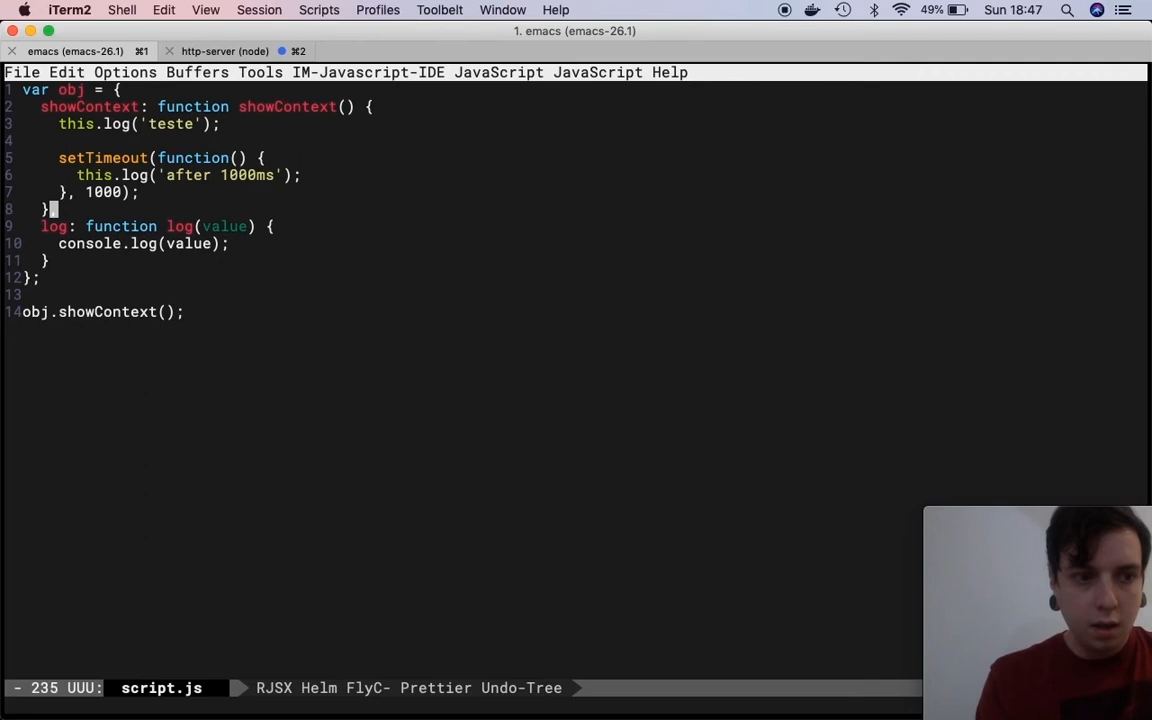 iTerm2 Shell Edit View Session Scripts Profiles Toolbelt Window Help 49% Sun 18:47
1. emacs (emacs-26.1)
emacs (emacs-26.1) ⌘1 http-server (node) ⌘2
File Edit Options Buffers Tools IM-Javascript-IDE JavaScript JavaScript Help
1 var obj = {
2   showContext: function showContext() {
3     this.log('teste');
4
5     setTimeout(function() {
6       this.log('after 1000ms');
7     }, 1000);
8   },
9   log: function log(value) {
10     console.log(value);
11   }
12 };
13
14 obj.showContext();
- 235 UUU: script.js RJSX Helm FlyC- Prettier Undo-Tree